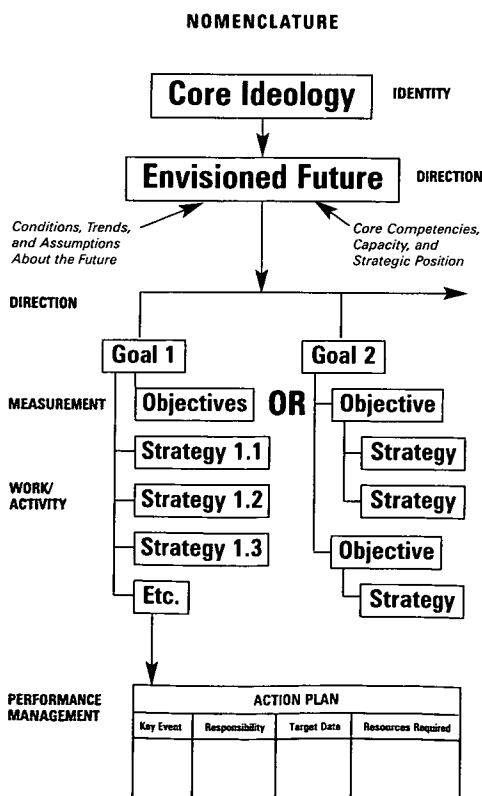 NOMENCLATURE
Core Ideology
IDENTITY
Envisioned Future
DIRECTION
Conditions, Trends,
and Assumptions
About the Future
Core Competencies,
Capacity, and
Strategic Position
DIRECTION
Goal 1
Goal 2
MEASUREMENT
Objectives
OR
Objective
Strategy 1.1
Strategy
WORK/
ACTIVITY
Strategy 1.2
Strategy
Strategy 1.3
Objective
Etc.
Strategy
PERFORMANCE
MANAGEMENT
ACTION PLAN
Key Event
Responsibility
Target Date
Resources Required